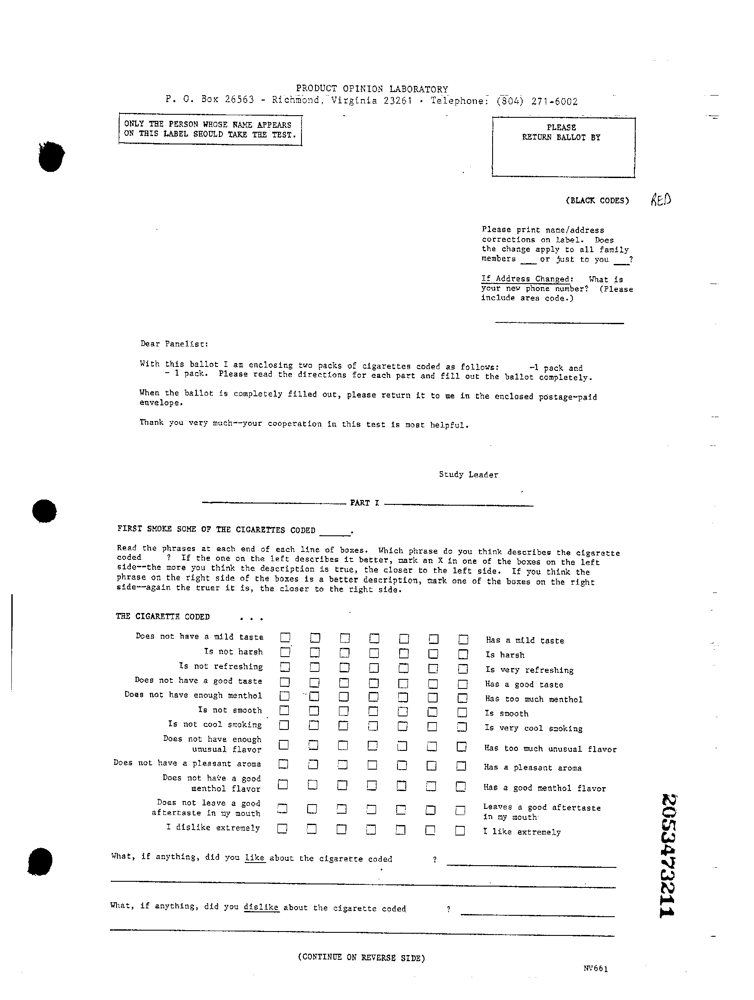 PRODUCT OPINION LABORATORY
P. O. Box 26563 - Richmond, Virginia 23261 · Telephone: (804) 271-6002
ONLY THE PERSON WHOSE NAME APPEARS
ON THIS LABEL SHOULD TAKE THE TEST.
PLEASE
RETURN BALLOT BY
(BLACK CODES) RED
Please print name/address
corrections on label. Does
the change apply to all family
members ___ or just to you ___?
If Address Changed: What is
your new phone number? (Please
include area code.)
Dear Panelist:
With this ballot I am enclosing two packs of cigarettes coded as follows: -1 pack and
- 1 pack. Please read the directions for each part and fill out the ballot completely.
When the ballot is completely filled out, please return it to me in the enclosed postage-paid
envelope.
Thank you very much--your cooperation in this test is most helpful.
Study Leader
PART I
FIRST SMOKE SOME OF THE CIGARETTES CODED _____.
Read the phrases at each end of each line of boxes. Which phrase do you think describes the cigarette
coded ? If the one on the left describes it better, mark an X in one of the boxes on the left
side--the more you think the description is true, the closer to the left side. If you think the
phrase on the right side of the boxes is a better description, mark one of the boxes on the right
side--again the truer it is, the closer to the right side.
THE CIGARETTE CODED . . .
Does not have a mild taste Has a mild taste
Is not harsh Is harsh
Is not refreshing Is very refreshing
Does not have a good taste Has a good taste
Does not have enough menthol Has too much menthol
Is not smooth Is smooth
Is not cool smoking Is very cool smoking
Does not have enough
unusual flavor Has too much unusual flavor
Does not have a pleasant aroma Has a pleasant aroma
Does not have a good
menthol flavor Has a good menthol flavor
Does not leave a good
aftertaste in my mouth
Leaves a good aftertaste
in my mouth
I dislike extremely I like extremely
What, if anything, did you like about the cigarette coded ?
What, if anything, did you dislike about the cigarette coded ?
(CONTINUE ON REVERSE SIDE)
NV661
2053473211